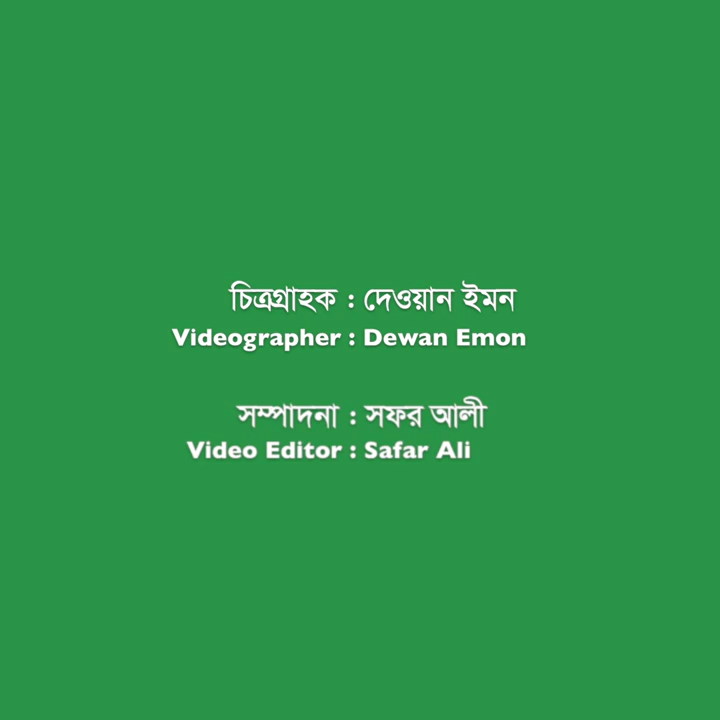 চিত্রগ্রাহক : দেওয়ান ইমন
Videographer : Dewan Emon
সম্পাদনা : সফর আলী
Video Editor : Safar Ali